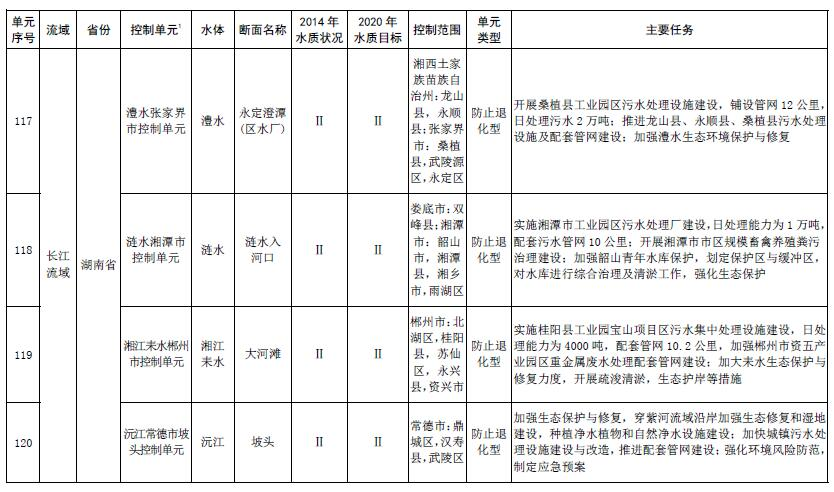 单元序号 流域 省份 控制单元1 水体 断面名称 2014年水质状况 2020年水质目标 控制范围 单元类型 主要任务
长江流域
湖南省
117
澧水张家界
市控制单元
澧水
永定澄潭
(区水厂)
Ⅱ
Ⅱ
湘西土家
族苗族自
治州：龙山
县，永顺
县；张家界
市：桑植
县，武陵源
区，永定区
防止退
化型
开展桑植县工业园区污水处理设施建设，铺设管网12公里，
日处理污水2万吨；推进龙山县、永顺县、桑植县污水处理
设施及配套管网建设；加强澧水生态环境保护与修复
118
涟水湘潭市
控制单元
涟水
涟水入
河口
Ⅱ
Ⅱ
娄底市：双
峰县；湘潭
市：韶山
市，湘潭
县，湘乡
市，雨湖区
防止退
化型
实施湘潭市工业园区污水处理厂建设，日处理能力为1万吨，
配套污水管网10公里；开展湘潭市市区规模畜禽养殖粪污
治理建设；加强韶山青年水库保护，划定保护区与缓冲区，
对水库进行综合治理及清淤工作，强化生态保护
119
湘江耒水郴州
市控制单元
湘江
耒水
大河滩
Ⅱ
Ⅱ
郴州市：北
湖区，桂阳
县，苏仙
区，永兴
县，资兴市
防止退
化型
实施桂阳县工业园宝山项目区污水集中处理设施建设，日处
理能力为4000吨，配套管网10.2公里，加强郴州市资五产
业园区重金属废水处理配套管网建设；加大耒水生态保护与
修复力度，开展疏浚清淤，生态护岸等措施
120
沅江常德市坡
头控制单元
沅江
坡头
Ⅱ
Ⅱ
常德市：鼎
城区，汉寿
县，武陵区
防止退
化型
加强生态保护与修复，穿紫河流域沿岸加强生态修复和湿地
建设，种植净水植物和自然净水设施建设；加快城镇污水处
理设施建设与改造，推进配套管网建设；强化环境风险防范，
制定应急预案